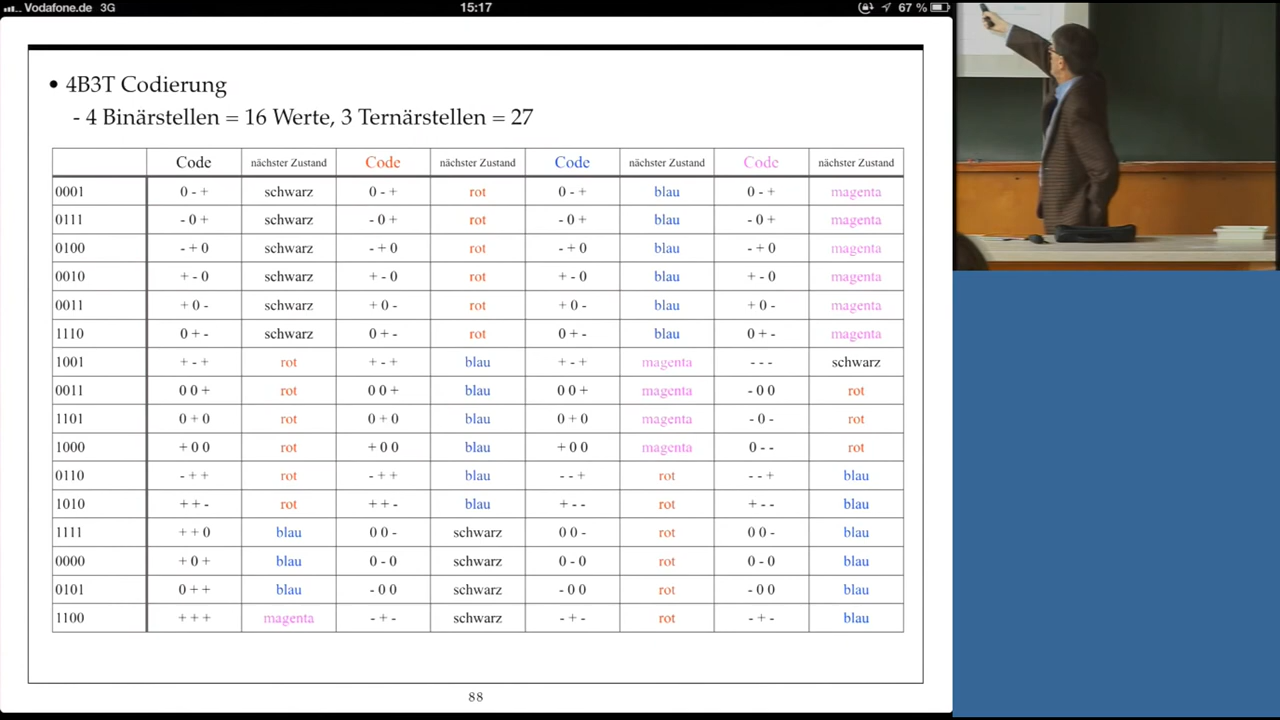 Vodafone.de 3G 15:17 67 %
• 4B3T Codierung
- 4 Binärstellen = 16 Werte, 3 Ternärstellen = 27
Code nächster Zustand Code nächster Zustand Code nächster Zustand Code nächster Zustand
0001 0 - + schwarz 0 - + rot 0 - + blau 0 - + magenta
0111 - 0 + schwarz - 0 + rot - 0 + blau - 0 + magenta
0100 - + 0 schwarz - + 0 rot - + 0 blau - + 0 magenta
0010 + - 0 schwarz + - 0 rot + - 0 blau + - 0 magenta
0011 + 0 - schwarz + 0 - rot + 0 - blau + 0 - magenta
1110 0 + - schwarz 0 + - rot 0 + - blau 0 + - magenta
1001 + - + rot + - + blau + - + magenta - - - schwarz
0011 0 0 + rot 0 0 + blau 0 0 + magenta - 0 0 rot
1101 0 + 0 rot 0 + 0 blau 0 + 0 magenta - 0 - rot
1000 + 0 0 rot + 0 0 blau + 0 0 magenta 0 - - rot
0110 - + + rot - + + blau - - + rot - - + blau
1010 + + - rot + + - blau + - - rot + - - blau
1111 + + 0 blau 0 0 - schwarz 0 0 - rot 0 0 - blau
0000 + 0 + blau 0 - 0 schwarz 0 - 0 rot 0 - 0 blau
0101 0 + + blau - 0 0 schwarz - 0 0 rot - 0 0 blau
1100 + + + magenta - + - schwarz - + - rot - + - blau
88